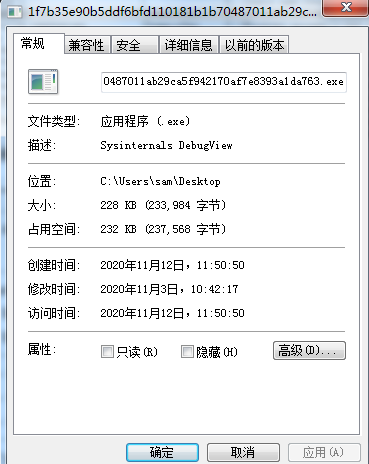 1f7b35e90b5ddf6bfd110181b1b70487011ab29c...
常规 兼容性 安全 详细信息 以前的版本
0487011ab29ca5f942170af7e8393a1da763.exe
文件类型: 应用程序 (.exe)
描述: Sysinternals DebugView
位置: C:\Users\sam\Desktop
大小: 228 KB (233,984 字节)
占用空间: 232 KB (237,568 字节)
创建时间: 2020年11月12日，11:50:50
修改时间: 2020年11月3日，10:42:17
访问时间: 2020年11月12日，11:50:50
属性: 只读(R) 隐藏(H) 高级(D)...
确定 取消 应用(A)